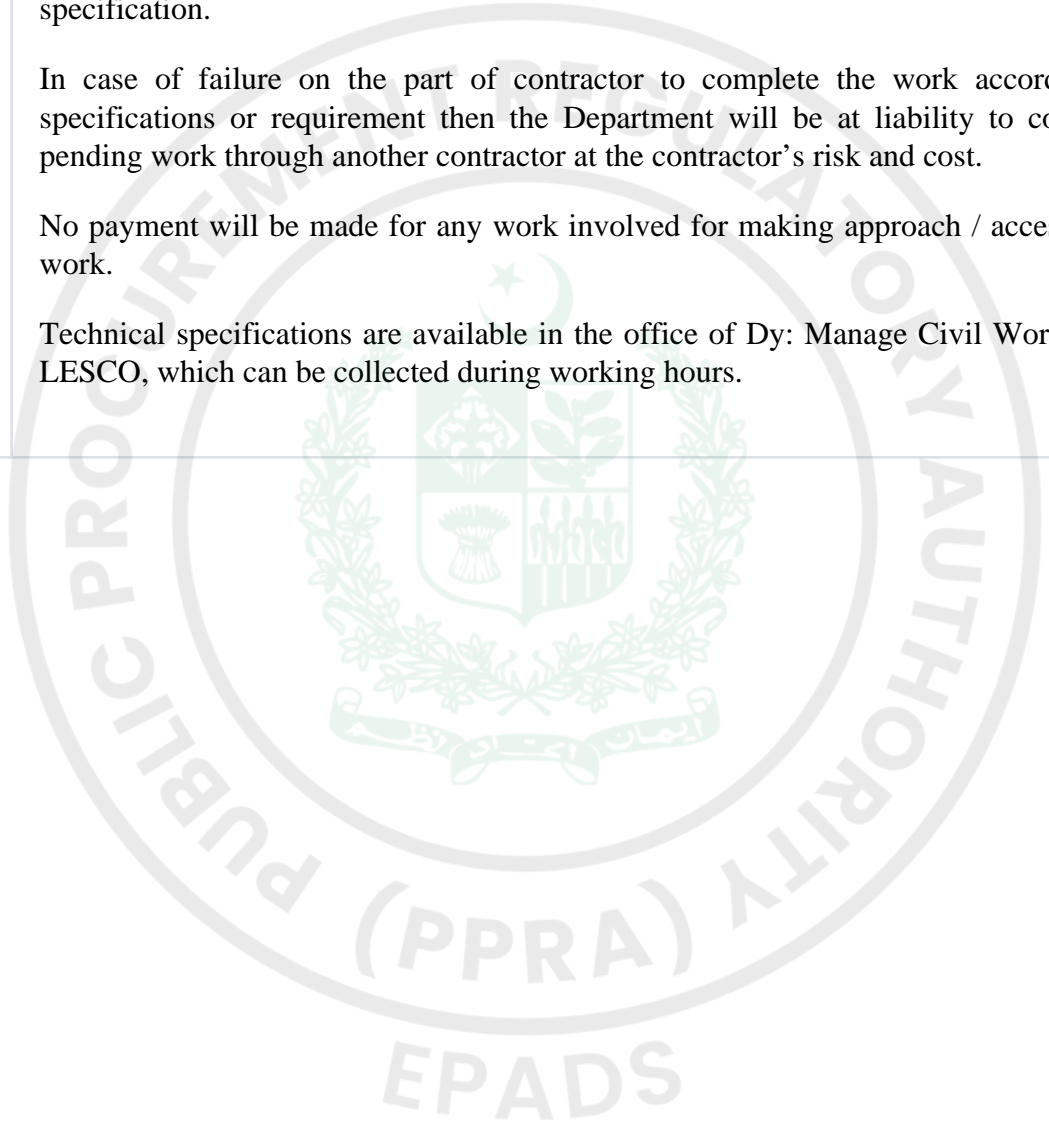 specification.
In case of failure on the part of contractor to complete the work accord
specifications or requirement then the Department will be at liability to co
pending work through another contractor at the contractor’s risk and cost.
No payment will be made for any work involved for making approach / acce
work.
Technical specifications are available in the office of Dy: Manage Civil Wor
LESCO, which can be collected during working hours.
PUBLIC PROCUREMENT REGULATORY AUTHORITY
(PPRA)
EPADS